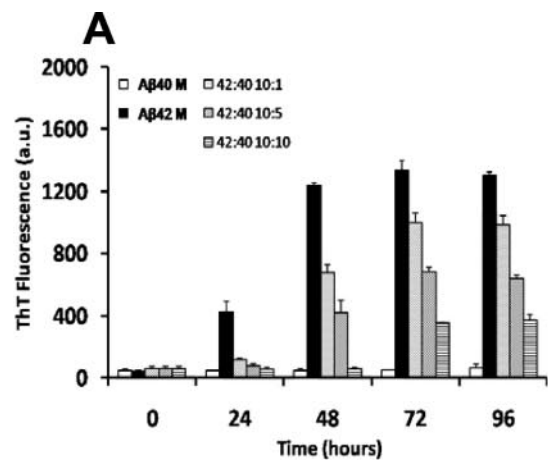 A
2000
1600
1200
800
400
0
ThT Fluorescence (a.u.)
Aβ40 M
42:40 10:1
Aβ42 M
42:40 10:5
42:40 10:10
0 24 48 72 96
Time (hours)